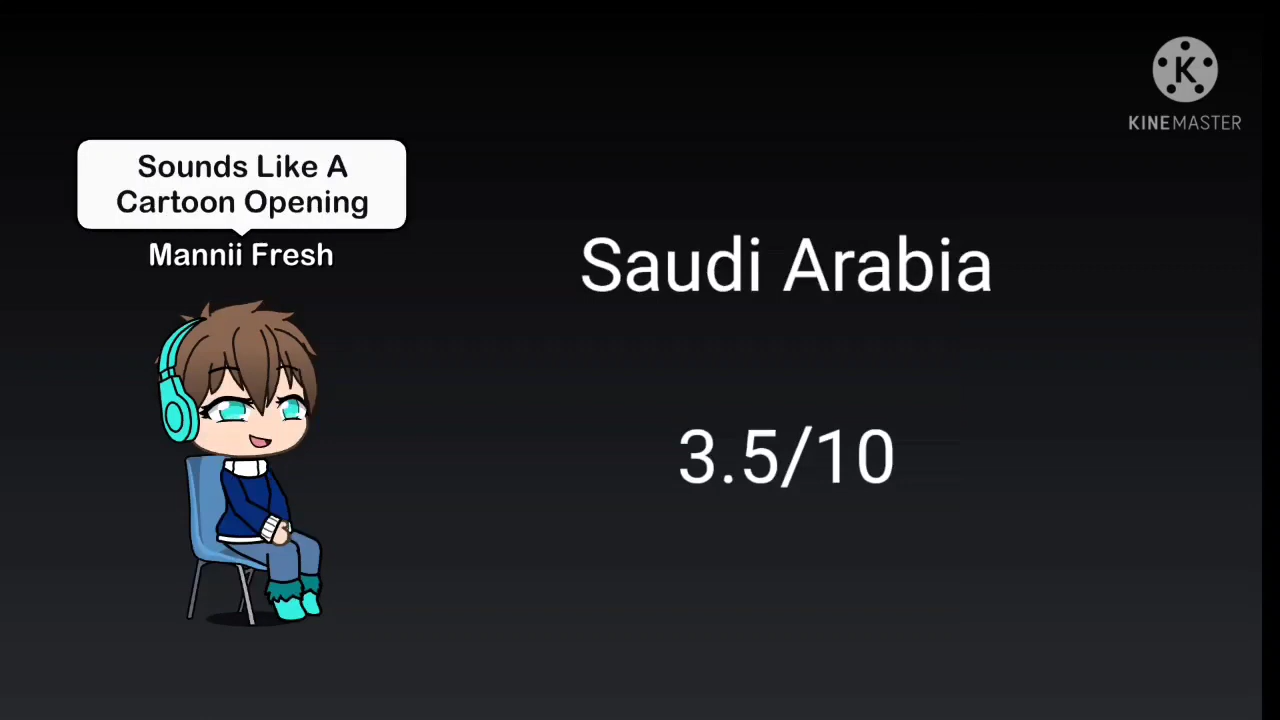 K
KINEMASTER
Sounds Like A
Cartoon Opening
Mannii Fresh
Saudi Arabia
3.5/10